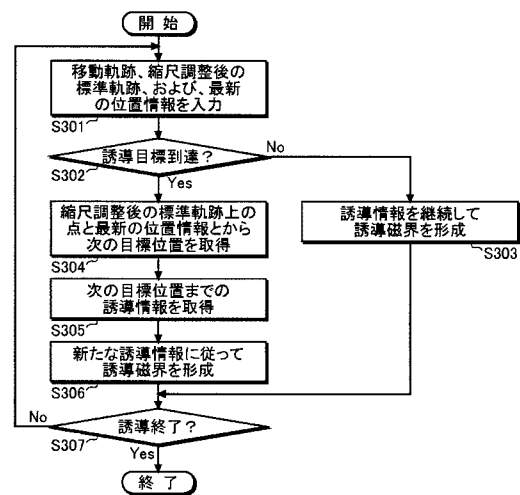 開始
移動軌跡、縮尺調整後の
標準軌跡、および、最新
の位置情報を入力
S301
誘導目標到達？
No
S302
Yes
縮尺調整後の標準軌跡上の
点と最新の位置情報とから
次の目標位置を取得
S304
誘導情報を継続して
誘導磁界を形成
S303
次の目標位置までの
誘導情報を取得
S305
新たな誘導情報に従って
誘導磁界を形成
S306
No
誘導終了？
S307
Yes
終了